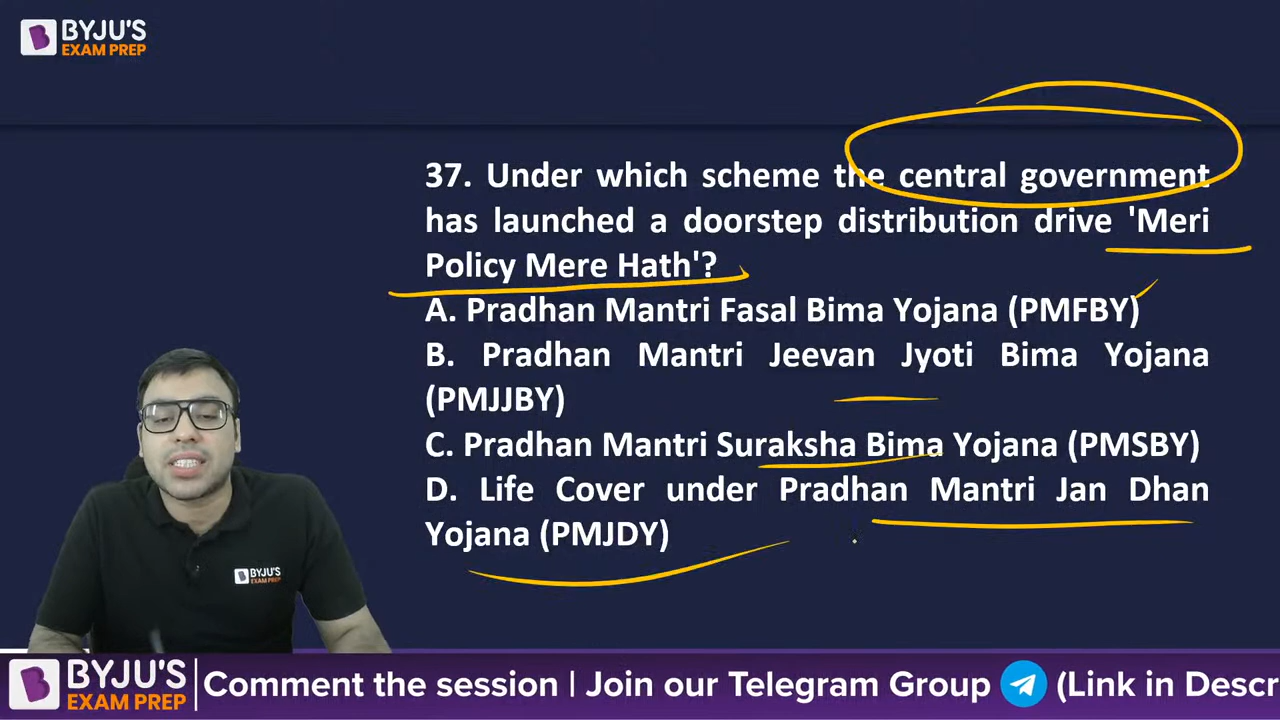 BYJU'S
EXAM PREP
37. Under which scheme the central government
has launched a doorstep distribution drive 'Meri
Policy Mere Hath'?
A. Pradhan Mantri Fasal Bima Yojana (PMFBY)
B. Pradhan Mantri Jeevan Jyoti Bima Yojana
(PMJJBY)
C. Pradhan Mantri Suraksha Bima Yojana (PMSBY)
D. Life Cover under Pradhan Mantri Jan Dhan
Yojana (PMJDY)
BYJU'S
EXAM PREP
BYJU'S
EXAM PREP
Comment the session | Join our Telegram Group (Link in Descr